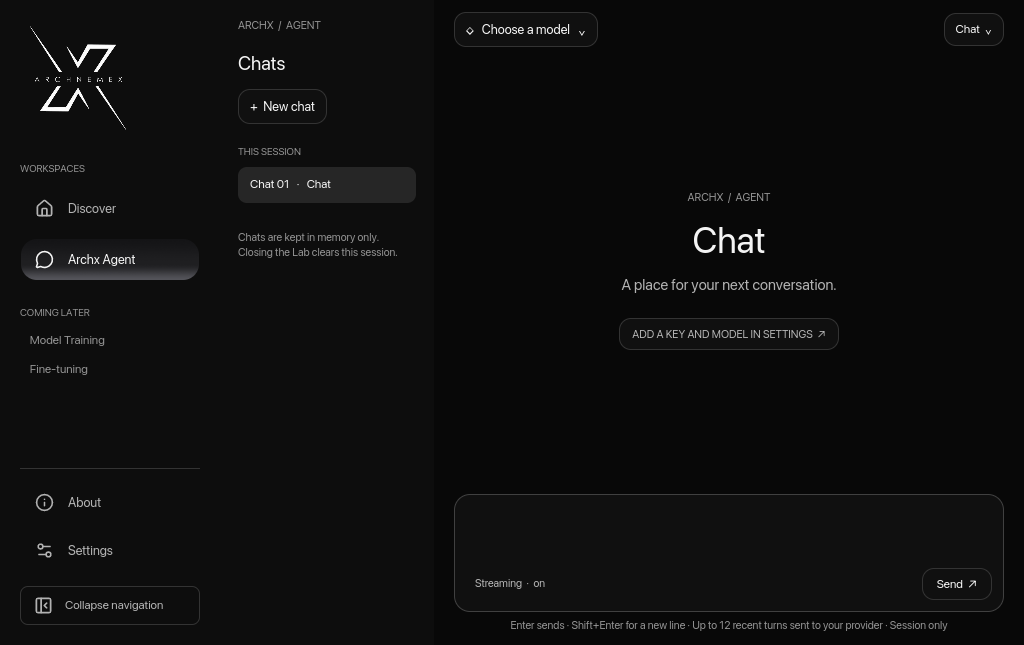 ARCHNEMEX
WORKSPACES
Discover
Archx Agent
COMING LATER
Model Training
Fine-tuning
About
Settings
Collapse navigation
ARCHX / AGENT
Chats
+ New chat
THIS SESSION
Chat 01 · Chat
Chats are kept in memory only.
Closing the Lab clears this session.
Choose a model
Chat
ARCHX / AGENT
Chat
A place for your next conversation.
ADD A KEY AND MODEL IN SETTINGS ↗
Streaming · on
Send ↗
Enter sends · Shift+Enter for a new line · Up to 12 recent turns sent to your provider · Session only